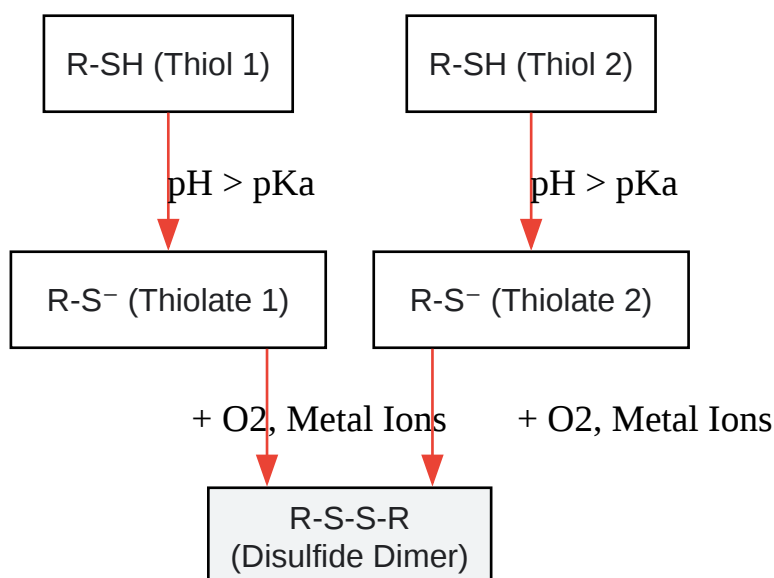 R-SH (Thiol 1)
R-SH (Thiol 2)
pH > pKa
pH > pKa
R-S⁻ (Thiolate 1)
R-S⁻ (Thiolate 2)
+ O2, Metal Ions
+ O2, Metal Ions
R-S-S-R
(Disulfide Dimer)